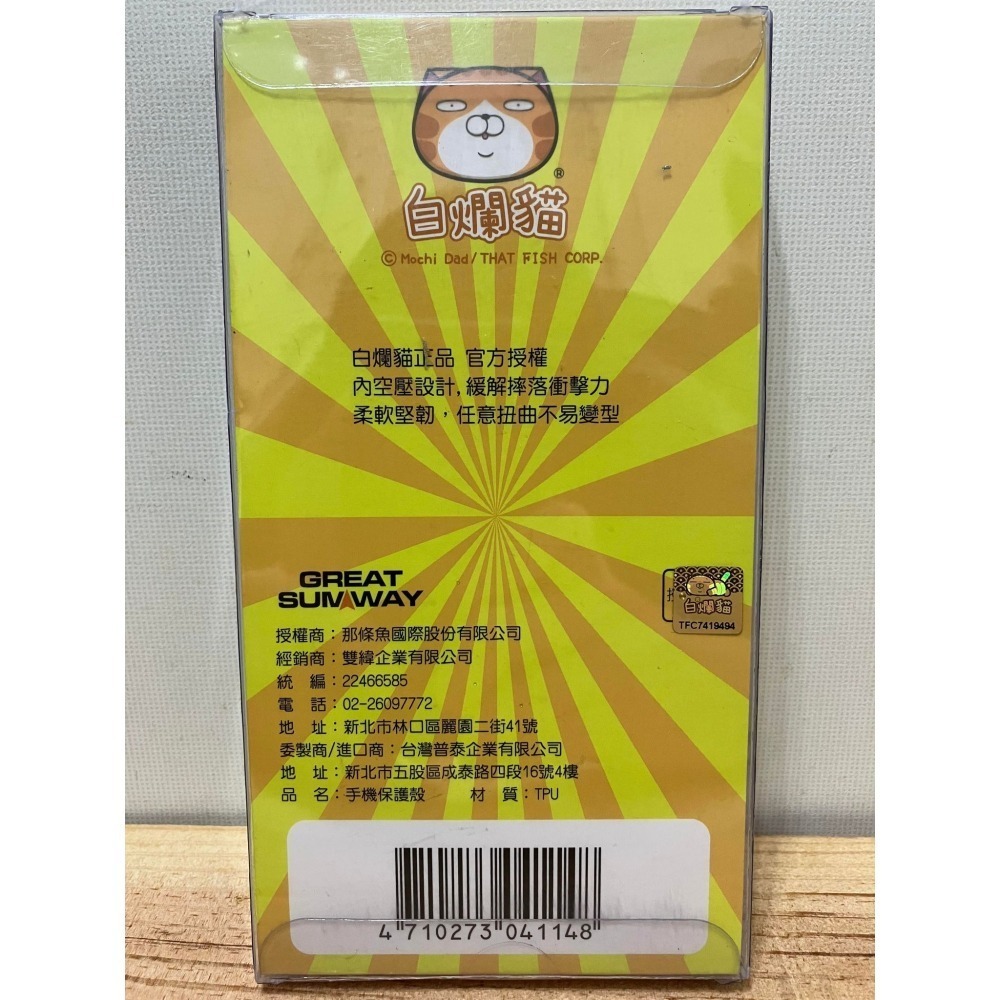 ®
白爛貓
© Mochi Dad/THAT FISH CORP.
白爛貓正品 官方授權
內空壓設計,緩解摔落衝擊力
柔軟堅韌，任意扭曲不易變型
GREAT
SUMWAY
白爛貓
TFC7419494
授權商：那條魚國際股份有限公司
經銷商：雙緯企業有限公司
統 編：22466585
電 話：02-26097772
地 址：新北市林口區麗園二街41號
委製商/進口商：台灣普泰企業有限公司
地 址：新北市五股區成泰路四段16號4樓
品 名：手機保護殼 材 質：TPU
4 710273 041148